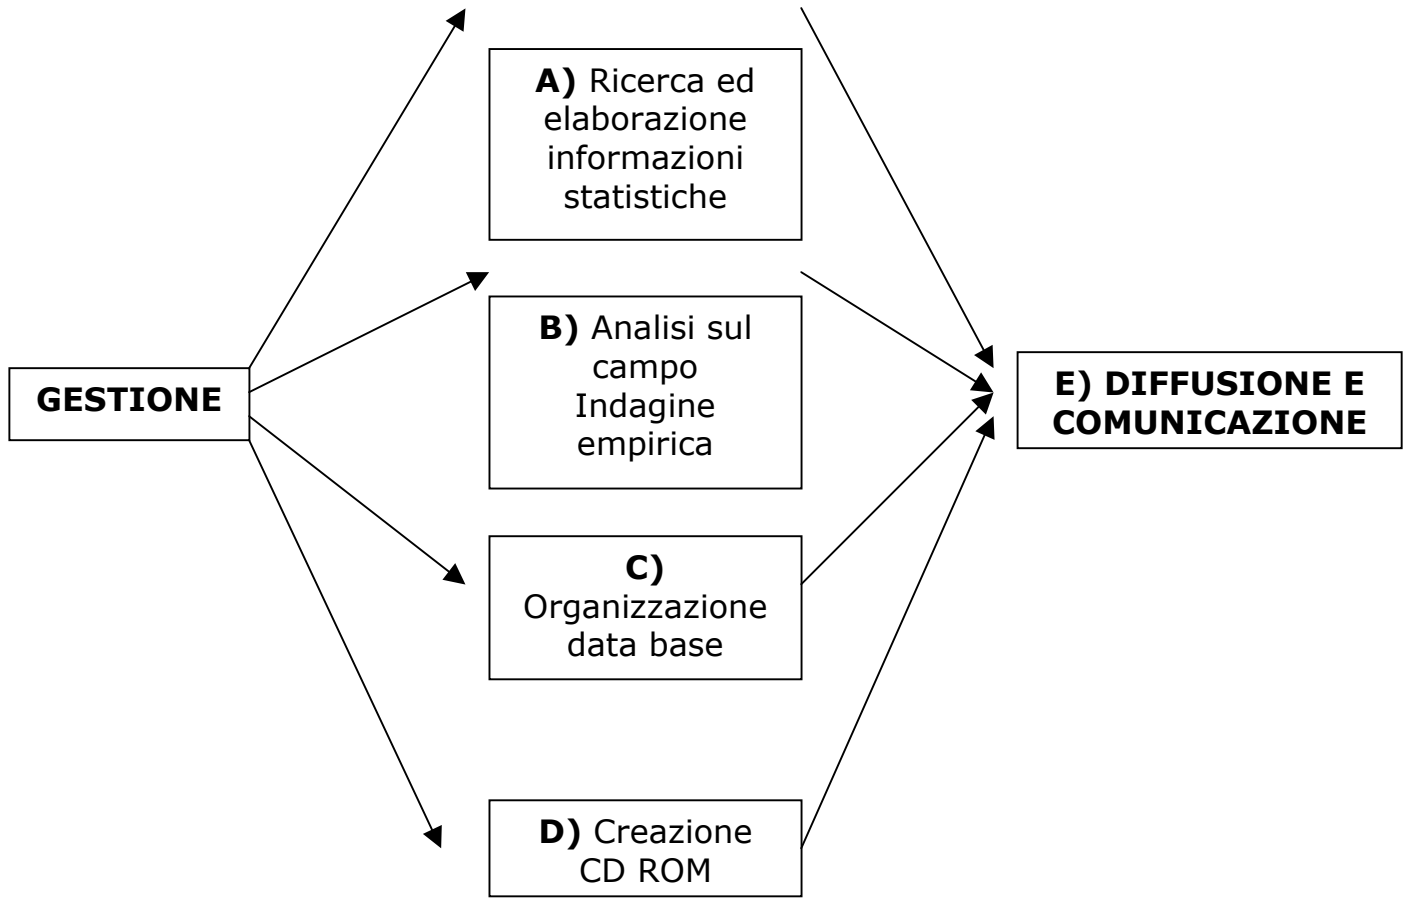 A) Ricerca ed
elaborazione
informazioni
statistiche
B) Analisi sul
campo
Indagine
empirica
GESTIONE
E) DIFFUSIONE E
COMUNICAZIONE
C)
Organizzazione
data base
D) Creazione
CD ROM